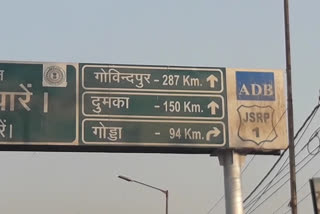 गोविन्दपुर - 287 Km. ↑
दुमका - 150 Km. ↑
गोड्डा - 94 Km. ↱
ADB
JSRP
1
न
पारें।
रें।